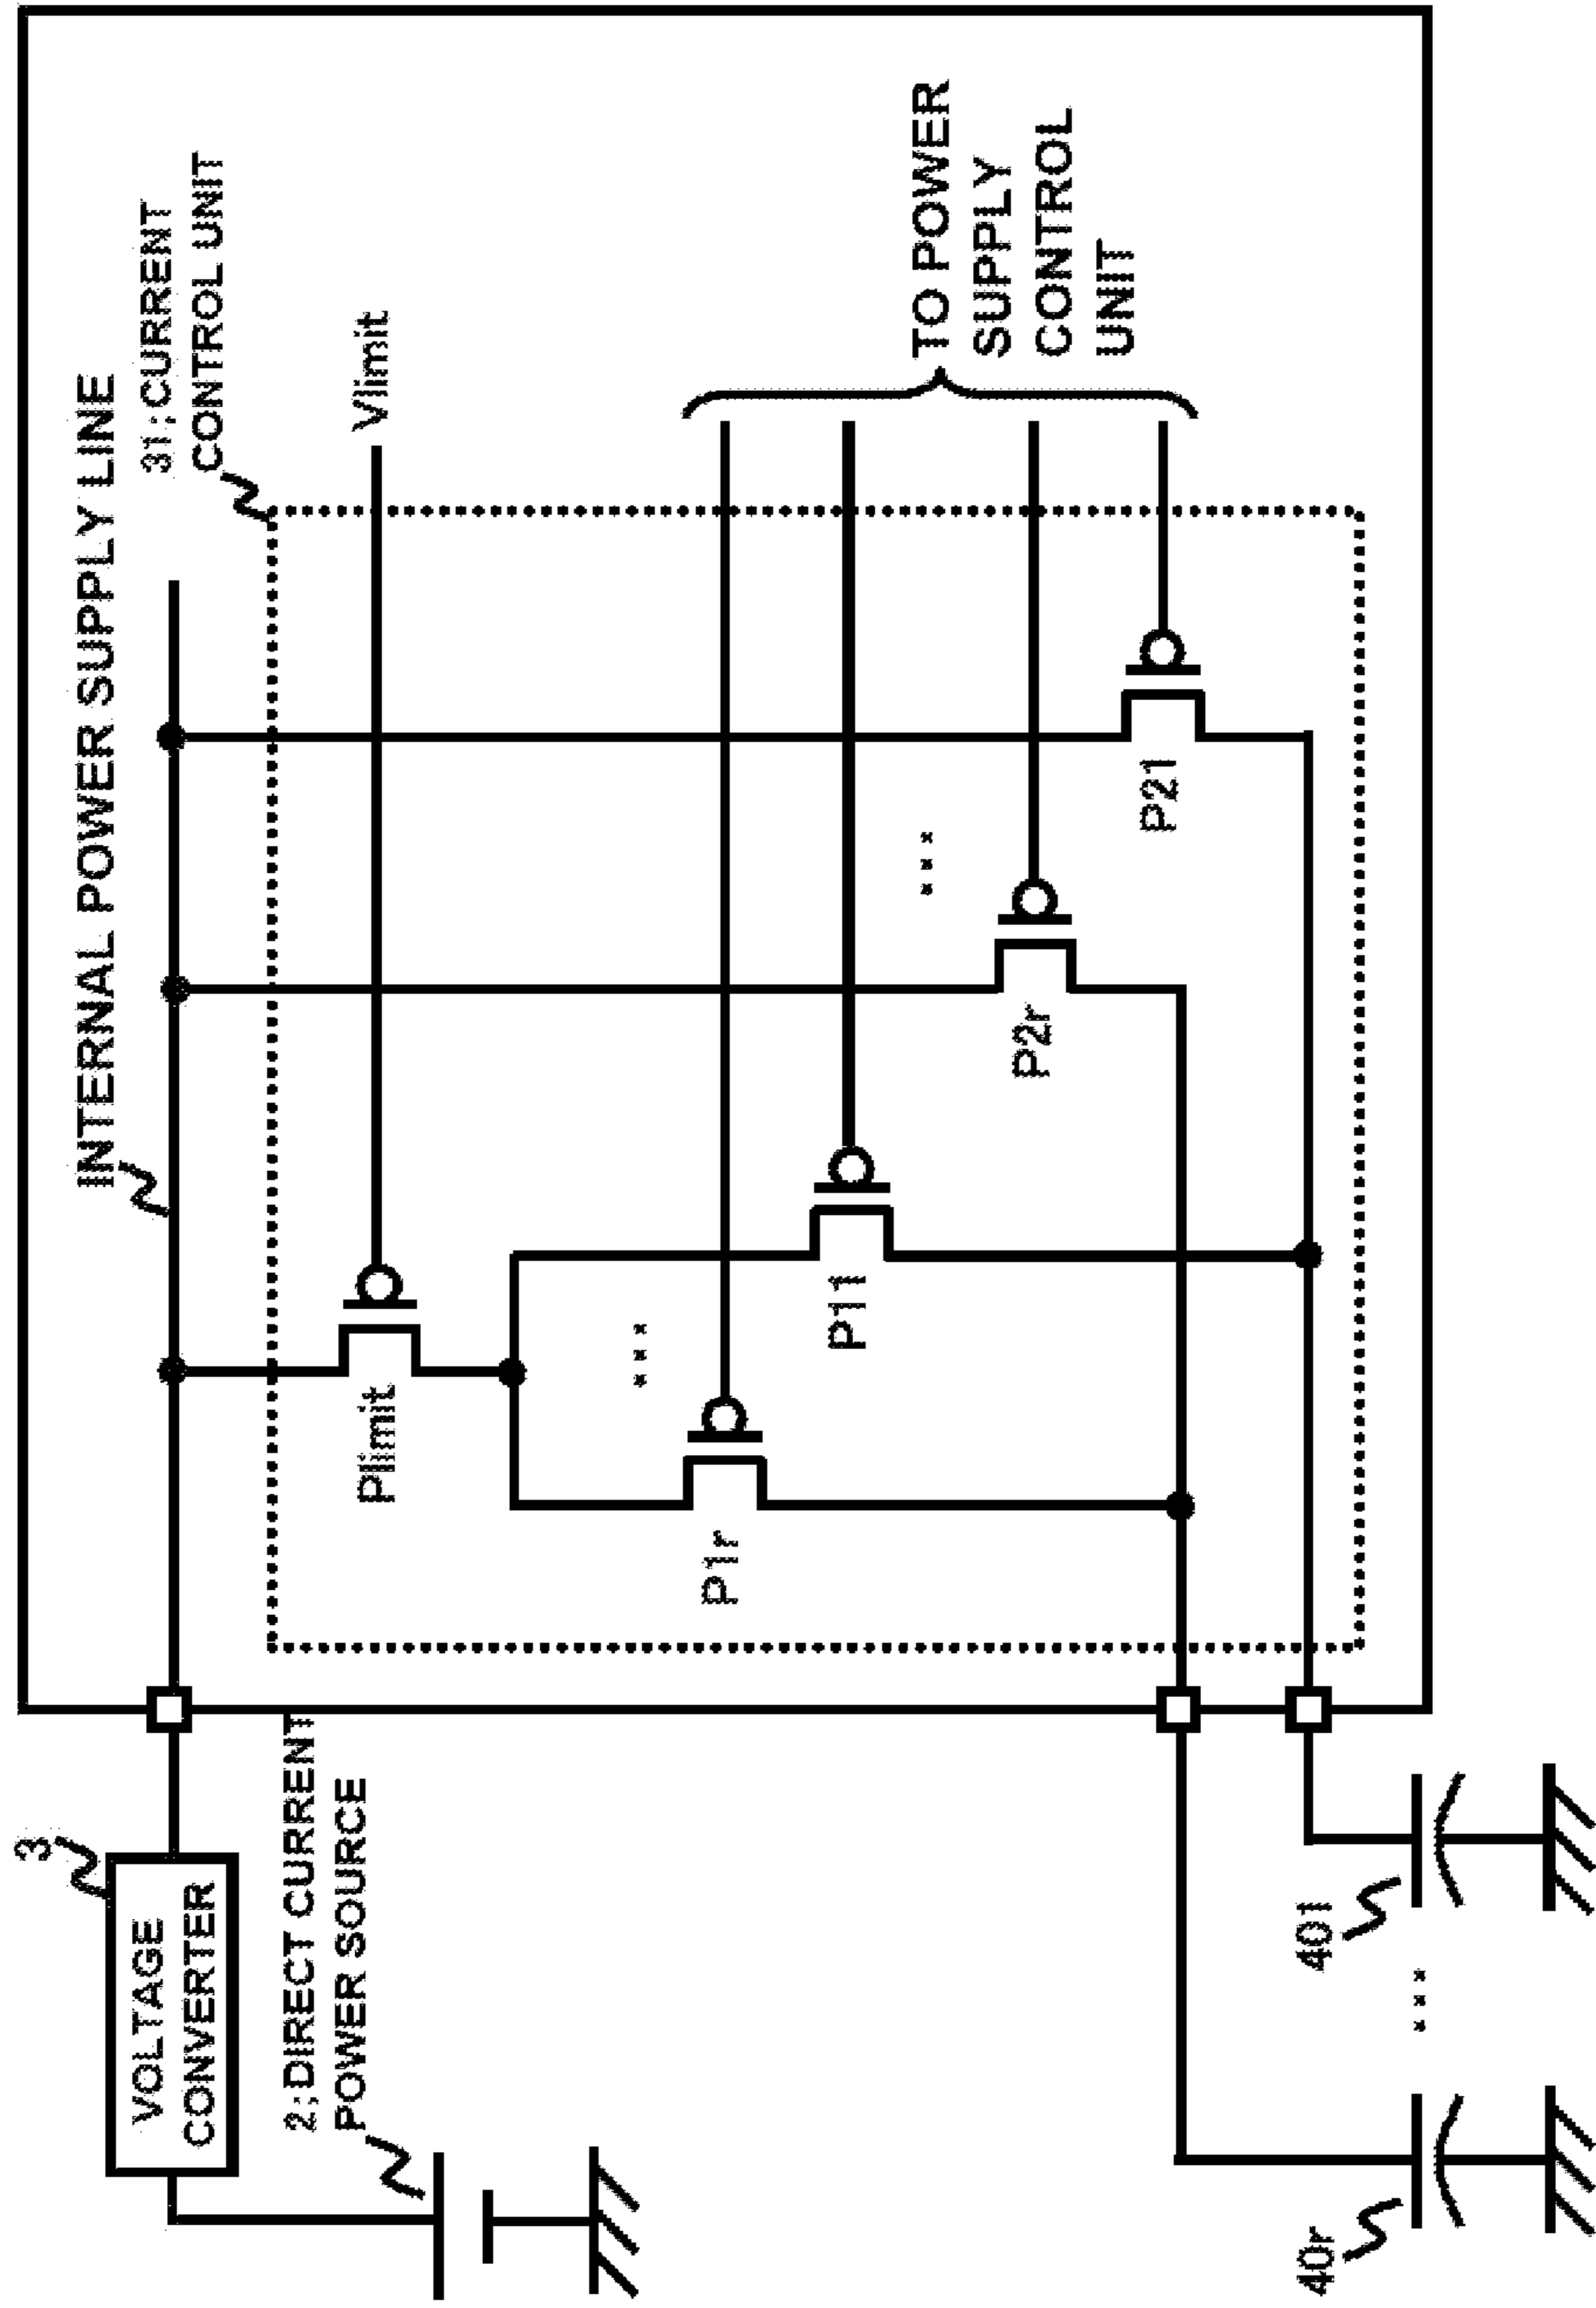 3
VOLTAGE
CONVERTER
2;DIRECT CURRENT
POWER SOURCE
INTERNAL POWER SUPPLY LINE
31;CURRENT
CONTROL UNIT
Vlimit
Plimit
P1r
...
P11
P2r
...
P21
TO POWER
SUPPLY
CONTROL
UNIT
40r
...
401